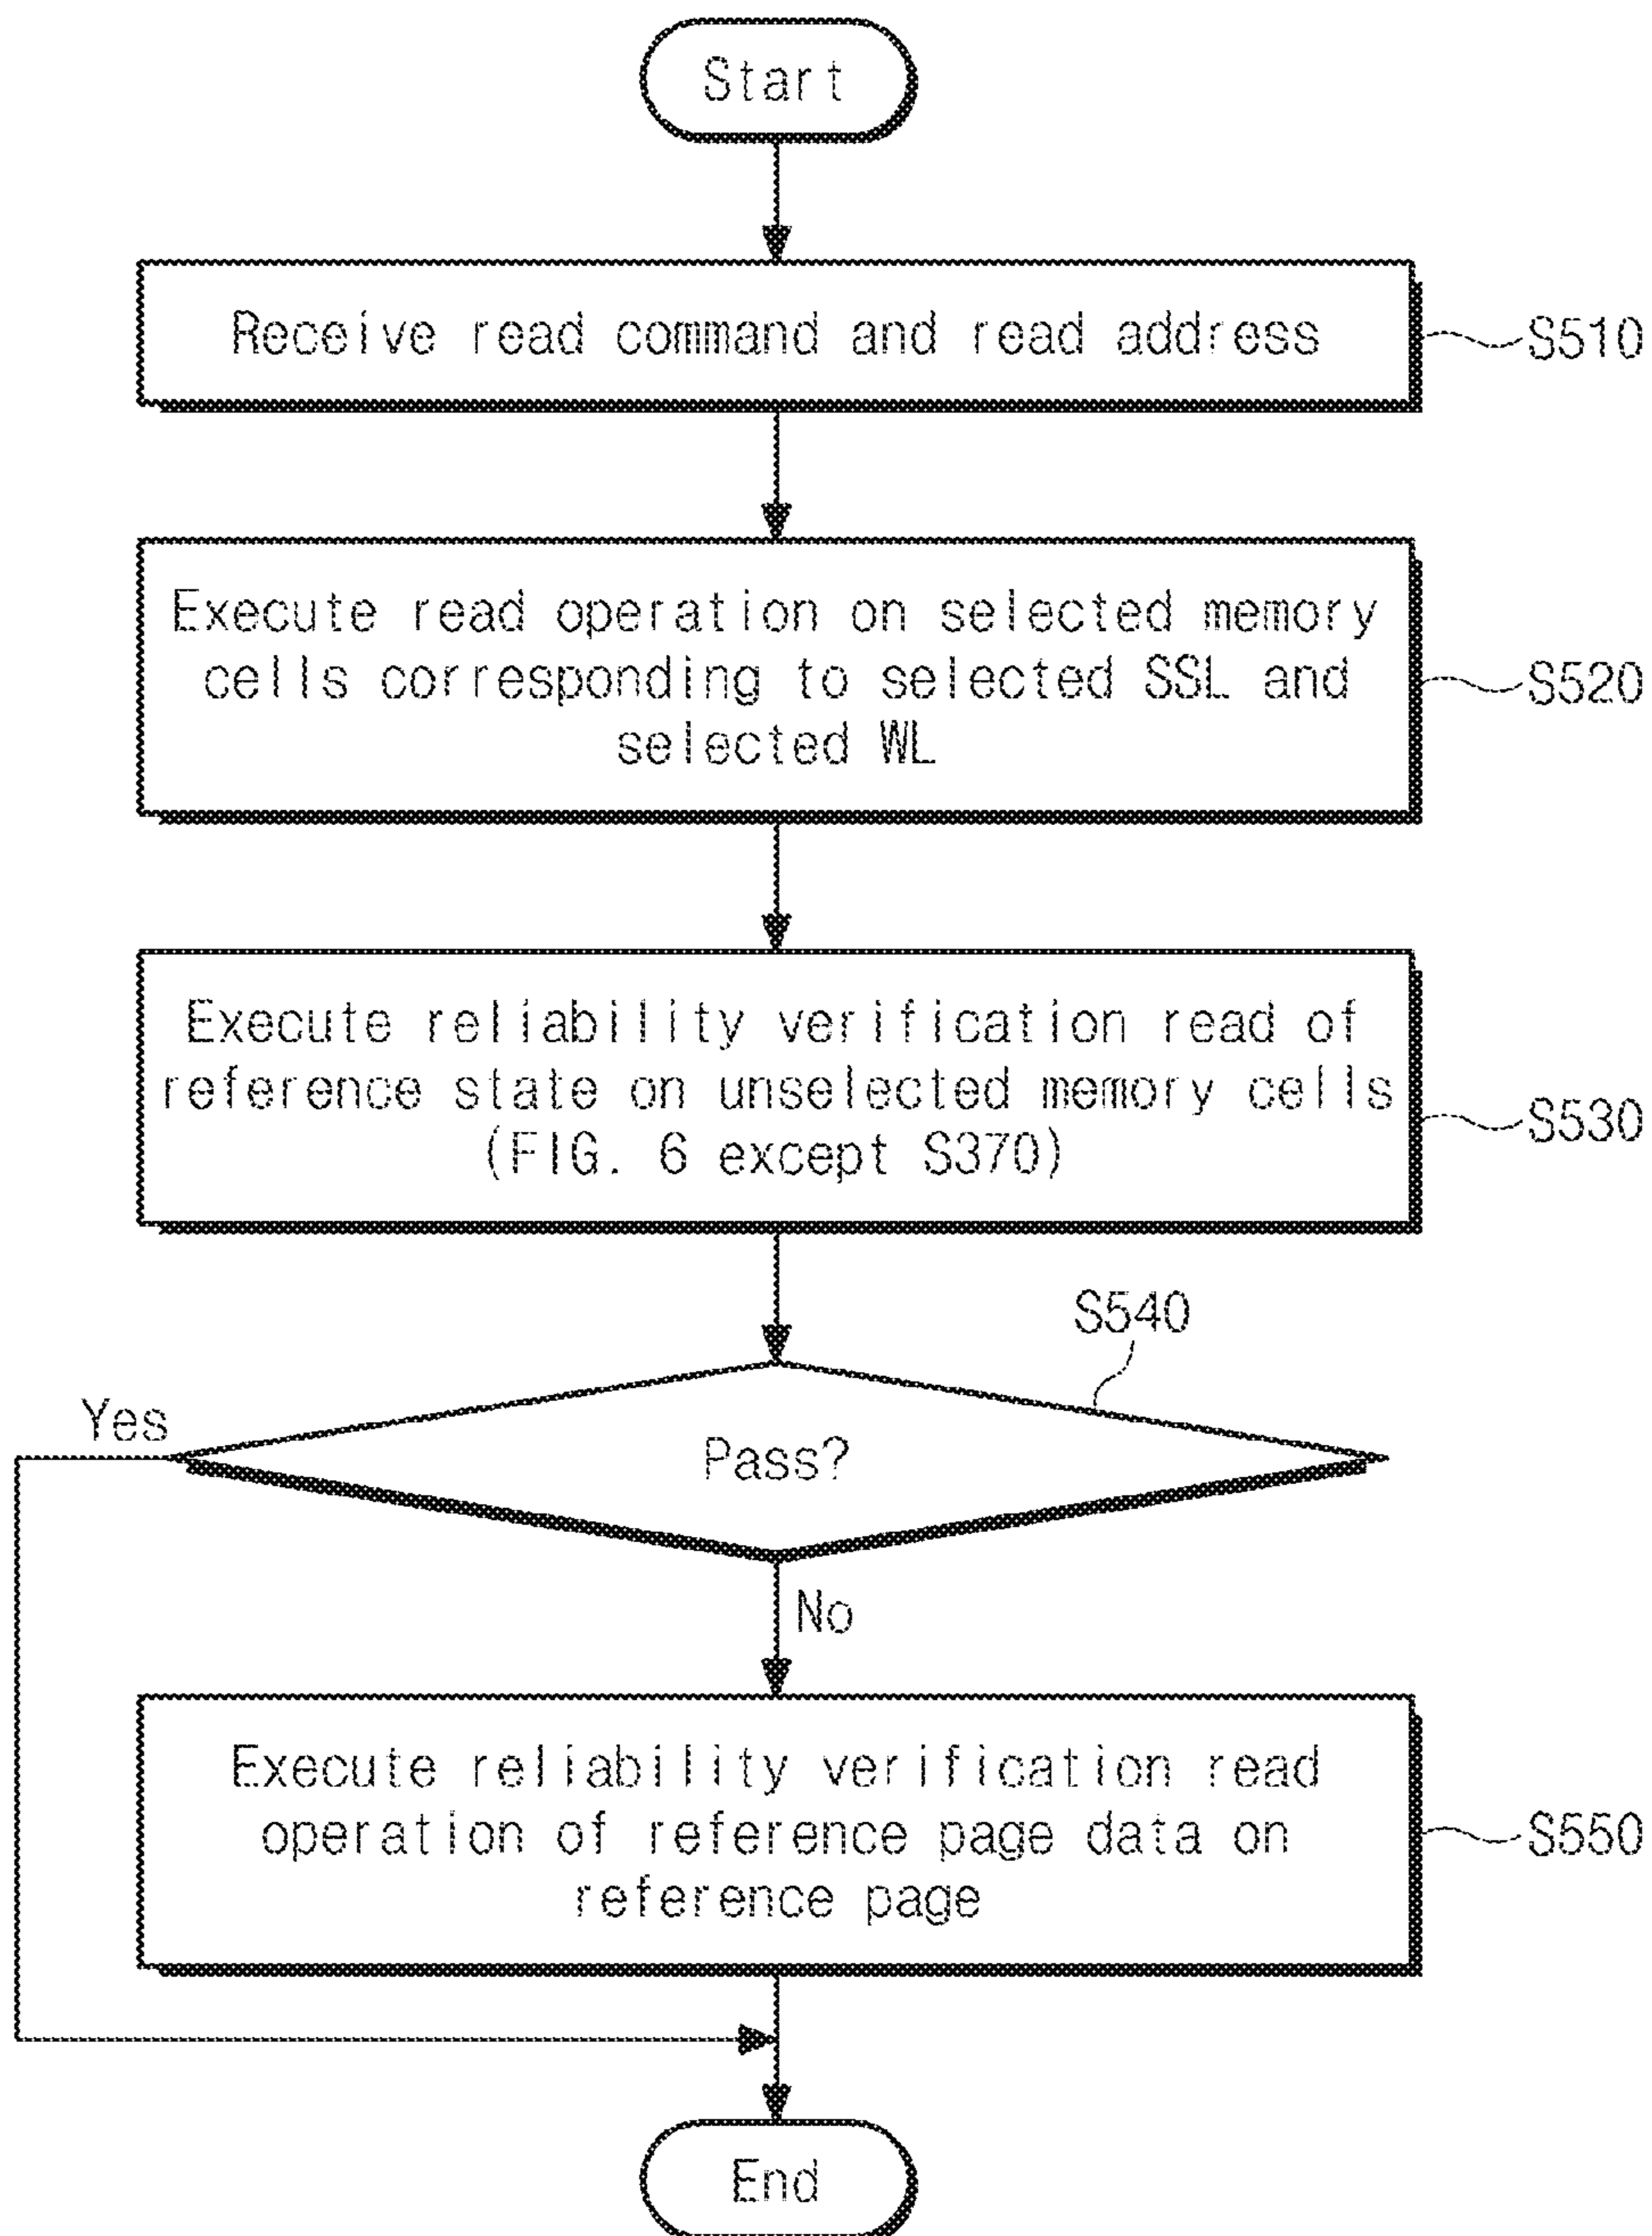 Start
Receive read command and read address
S510
Execute read operation on selected memory
cells corresponding to selected SSL and
selected WL
S520
Execute reliability verification read of
reference state on unselected memory cells
(FIG. 6 except S370)
S530
S540
Yes
Pass?
No
Execute reliability verification read
operation of reference page data on
reference page
S550
End